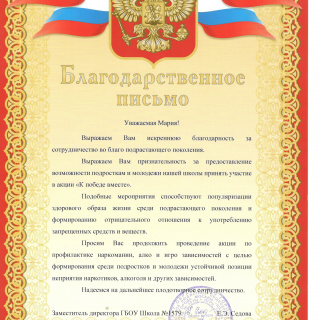 Благодарственное
письмо
Уважаемая Мария!
Выражаем Вам искреннюю благодарность за
сотрудничество во благо подрастающего поколения.
Выражаем Вам признательность за предоставление
возможности подросткам и молодежи нашей школы принять участие
в акции «К победе вместе».
Подобные мероприятия способствуют популяризации
здорового образа жизни среди подрастающего поколения и
формированию отрицательного отношения к употреблению
запрещенных средств и веществ.
Просим Вас продолжить проведение акции по
профилактике наркомании, алко и игро зависимостей с целью
формирования среди подростков и молодежи устойчивой позиции
неприятия наркотиков, алкоголя и других зависимостей.
Надеемся на дальнейшее плодотворное сотрудничество.
Заместитель директора ГБОУ Школа №1579 Е.Э. Седова